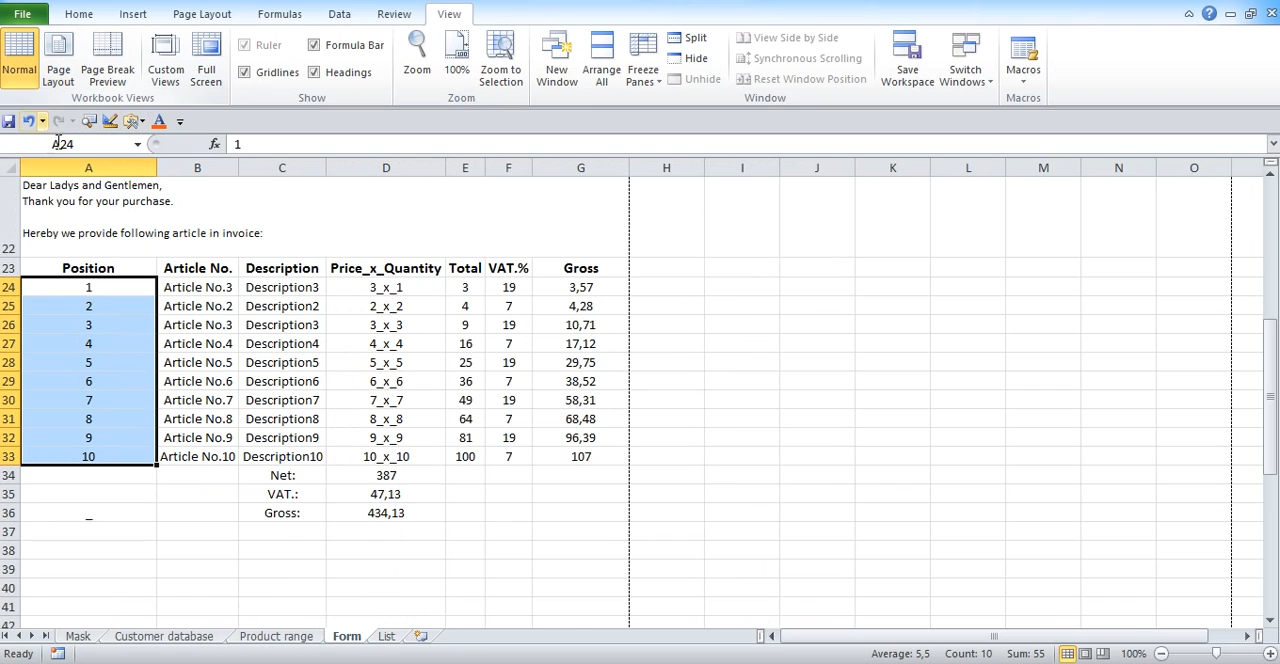 File Home Insert Page Layout Formulas Data Review View
Normal Page Layout Page Break Preview Custom Views Full Screen
Ruler Formula Bar
Gridlines Headings
Zoom 100% Zoom to Selection
New Window Arrange All Freeze Panes
Split
Hide
Unhide
View Side by Side
Synchronous Scrolling
Reset Window Position
Save Workspace Switch Windows Macros
Workbook Views Show Zoom Window Macros
A24 fx 1
A B C D E F G H I J K L M N O
Dear Ladys and Gentlemen,
Thank you for your purchase.
Hereby we provide following article in invoice:
22
23 Position Article No. Description Price_x_Quantity Total VAT.% Gross
24 1 Article No.3 Description3 3_x_1 3 19 3,57
25 2 Article No.2 Description2 2_x_2 4 7 4,28
26 3 Article No.3 Description3 3_x_3 9 19 10,71
27 4 Article No.4 Description4 4_x_4 16 7 17,12
28 5 Article No.5 Description5 5_x_5 25 19 29,75
29 6 Article No.6 Description6 6_x_6 36 7 38,52
30 7 Article No.7 Description7 7_x_7 49 19 58,31
31 8 Article No.8 Description8 8_x_8 64 7 68,48
32 9 Article No.9 Description9 9_x_9 81 19 96,39
33 10 Article No.10 Description10 10_x_10 100 7 107
34 Net: 387
35 VAT.: 47,13
36 _ Gross: 434,13
37
38
39
40
41
42
Mask Customer database Product range Form List
Ready Average: 5,5 Count: 10 Sum: 55 100%